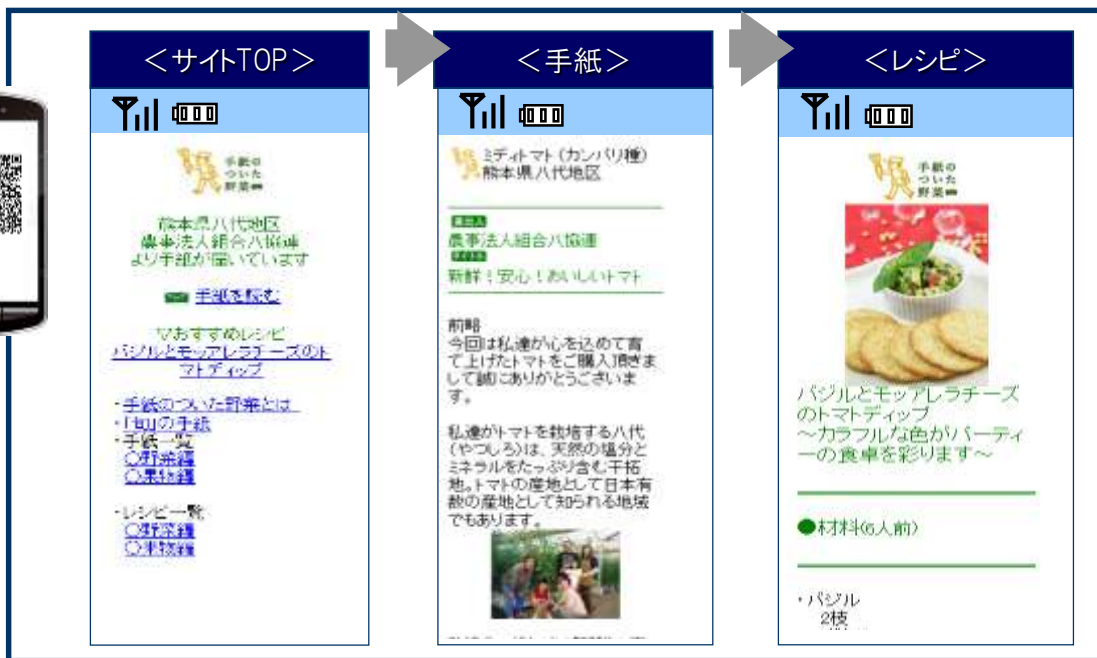 ＜サイトTOP＞
手紙の
ついた
野菜
熊本県八代地区
農事法人組合八協連
より手紙が届いています
手紙を読む
▽おすすめレシピ
バジルとモッアレラチーズのト
マトディップ
・手紙のついた野菜とは
・旬の手紙
・手紙一覧
○野菜編
○果物編
・レシピ一覧
○野菜編
○果物編
＜手紙＞
ミディトマト(カンパリ種)
熊本県八代地区
差出人
農事法人組合八協連
タイトル
新鮮！安心！おいしいトマト
前略
今回は私達が心を込めて育
て上げたトマトをご購入頂きま
して誠にありがとうございま
す。
私達がトマトを栽培する八代
(やつしろ)は、天然の塩分と
ミネラルをたっぷり含む干拓
地。トマトの産地として日本有
数の産地として知られる地域
でもあります。
＜レシピ＞
手紙の
ついた
野菜
バジルとモッアレラチーズ
のトマトディップ
～カラフルな色がパーティ
ーの食卓を彩ります～
●材料(6人前)
・バジル
2枝